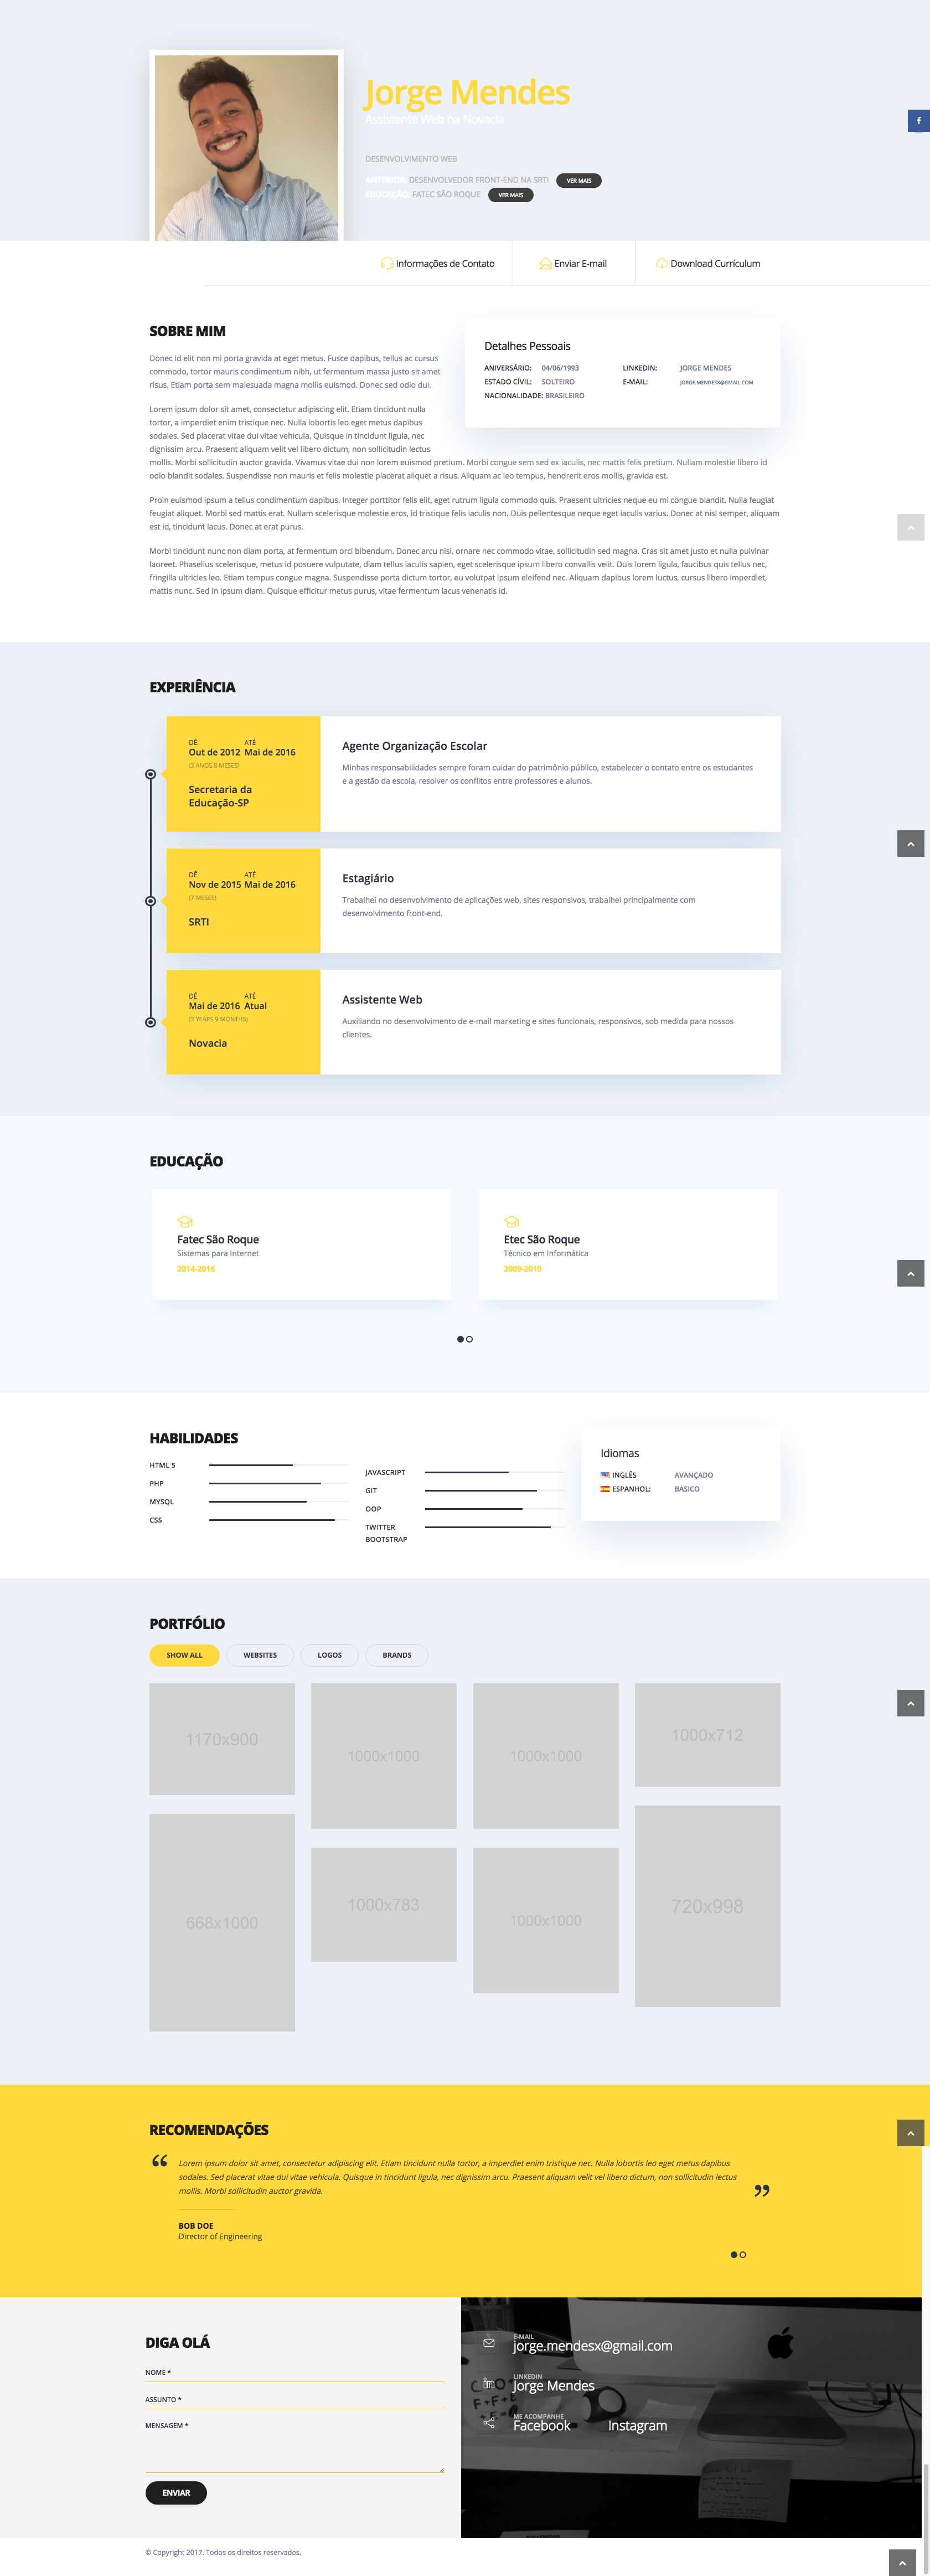 Jorge Mendes
Assistente Web na Novacia
DESENVOLVIMENTO WEB
ANTERIOR: DESENVOLVEDOR FRONT-END NA SRTI VER MAIS
EDUCAÇÃO: FATEC SÃO ROQUE VER MAIS
Informações de Contato
Enviar E-mail
Download Currículum
SOBRE MIM
Donec id elit non mi porta gravida at eget metus. Fusce dapibus, tellus ac cursus
commodo, tortor mauris condimentum nibh, ut fermentum massa justo sit amet
risus. Etiam porta sem malesuada magna mollis euismod. Donec sed odio dui.
Detalhes Pessoais
ANIVERSÁRIO: 04/06/1993
ESTADO CÍVIL: SOLTEIRO
NACIONALIDADE: BRASILEIRO
LINKEDIN: JORGE MENDES
E-MAIL: JORGE.MENDESX@GMAIL.COM
Lorem ipsum dolor sit amet, consectetur adipiscing elit. Etiam tincidunt nulla
tortor, a imperdiet enim tristique nec. Nulla lobortis leo eget metus dapibus
sodales. Sed placerat vitae dui vitae vehicula. Quisque in tincidunt ligula, nec
dignissim arcu. Praesent aliquam velit vel libero dictum, non sollicitudin lectus
mollis. Morbi sollicitudin auctor gravida. Vivamus vitae dui non lorem euismod pretium. Morbi congue sem sed ex iaculis, nec mattis felis pretium. Nullam molestie libero id
odio blandit sodales. Suspendisse non mauris et felis molestie placerat aliquet a risus. Aliquam ac leo tempus, hendrerit eros mollis, gravida est.
Proin euismod ipsum a tellus condimentum dapibus. Integer porttitor felis elit, eget rutrum ligula commodo quis. Praesent ultricies neque eu mi congue blandit. Nulla feugiat
feugiat aliquet. Morbi sed mattis erat. Nullam scelerisque molestie eros, id tristique felis iaculis non. Duis pellentesque neque eget iaculis varius. Donec at nisl semper, aliquam
est id, tincidunt lacus. Donec at erat purus.
Morbi tincidunt nunc non diam porta, at fermentum orci bibendum. Donec arcu nisi, ornare nec commodo vitae, sollicitudin sed magna. Cras sit amet justo et nulla pulvinar
laoreet. Phasellus scelerisque, metus id posuere vulputate, diam tellus iaculis sapien, eget scelerisque ipsum libero convallis velit. Duis lorem ligula, faucibus quis tellus nec,
fringilla ultricies leo. Etiam tempus congue magna. Suspendisse porta dictum tortor, eu volutpat ipsum eleifend nec. Aliquam dapibus lorem luctus, cursus libero imperdiet,
mattis nunc. Sed in ipsum diam. Quisque efficitur metus purus, vitae fermentum lacus venenatis id.
EXPERIÊNCIA
DÊ ATÉ
Out de 2012 Mai de 2016
(3 ANOS 8 MESES)
Secretaria da
Educação-SP
Agente Organização Escolar
Minhas responsabilidades sempre foram cuidar do patrimônio público, estabelecer o contato entre os estudantes
e a gestão da escola, resolver os conflitos entre professores e alunos.
DÊ ATÉ
Nov de 2015 Mai de 2016
(7 MESES)
SRTI
Estagiário
Trabalhei no desenvolvimento de aplicações web, sites responsivos, trabalhei principalmente com
desenvolvimento front-end.
DÊ ATÉ
Mai de 2016 Atual
(3 YEARS 9 MONTHS)
Novacia
Assistente Web
Auxiliando no desenvolvimento de e-mail marketing e sites funcionais, responsivos, sob medida para nossos
clientes.
EDUCAÇÃO
Fatec São Roque
Sistemas para Internet
2014-2016
Etec São Roque
Técnico em Informática
2009-2010
HABILIDADES
HTML 5
PHP
MYSQL
CSS
JAVASCRIPT
GIT
OOP
TWITTER
BOOTSTRAP
Idiomas
INGLÊS AVANÇADO
ESPANHOL: BASICO
PORTFÓLIO
SHOW ALL WEBSITES LOGOS BRANDS
1170x900
1000x1000
1000x1000
1000x712
668x1000
1000x783
1000x1000
720x998
RECOMENDAÇÕES
“ Lorem ipsum dolor sit amet, consectetur adipiscing elit. Etiam tincidunt nulla tortor, a imperdiet enim tristique nec. Nulla lobortis leo eget metus dapibus
sodales. Sed placerat vitae dui vitae vehicula. Quisque in tincidunt ligula, nec dignissim arcu. Praesent aliquam velit vel libero dictum, non sollicitudin lectus
mollis. Morbi sollicitudin auctor gravida. ”
BOB DOE
Director of Engineering
DIGA OLÁ
NOME *
ASSUNTO *
MENSAGEM *
ENVIAR
E-MAIL
jorge.mendesx@gmail.com
LINKEDIN
Jorge Mendes
ME ACOMPANHE
Facebook Instagram
© Copyright 2017. Todos os direitos reservados.